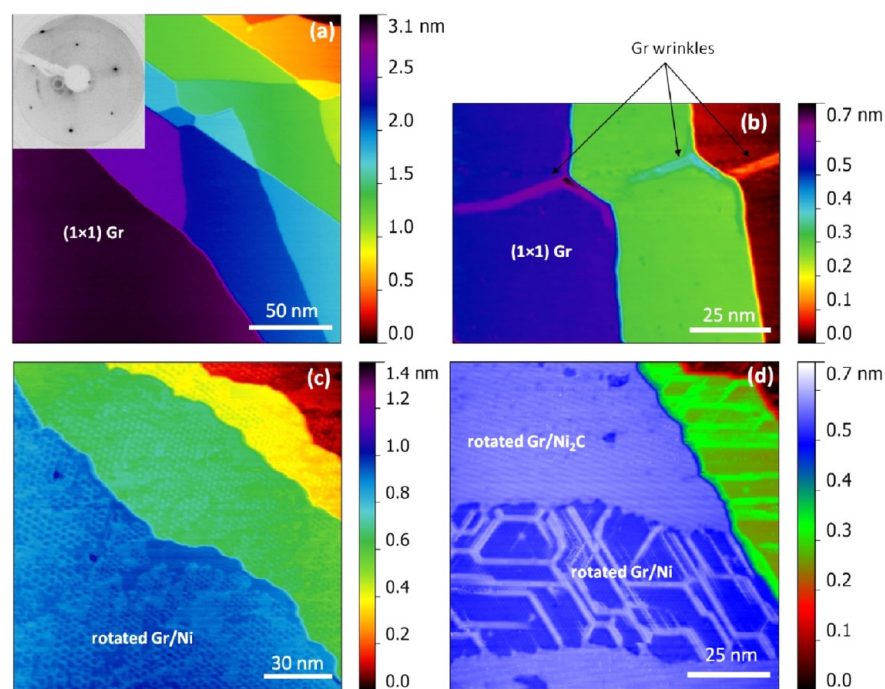 (a)
3.1 nm
2.5
2.0
1.5
1.0
0.5
0.0
(1×1) Gr
50 nm
Gr wrinkles
(b)
0.7 nm
0.6
0.5
0.4
0.3
0.2
0.1
0.0
(1×1) Gr
25 nm
(c)
1.4 nm
1.2
1.0
0.8
0.6
0.4
0.2
0.0
rotated Gr/Ni
30 nm
(d)
0.7 nm
0.6
0.5
0.4
0.3
0.2
0.1
0.0
rotated Gr/Ni₂C
rotated Gr/Ni
25 nm